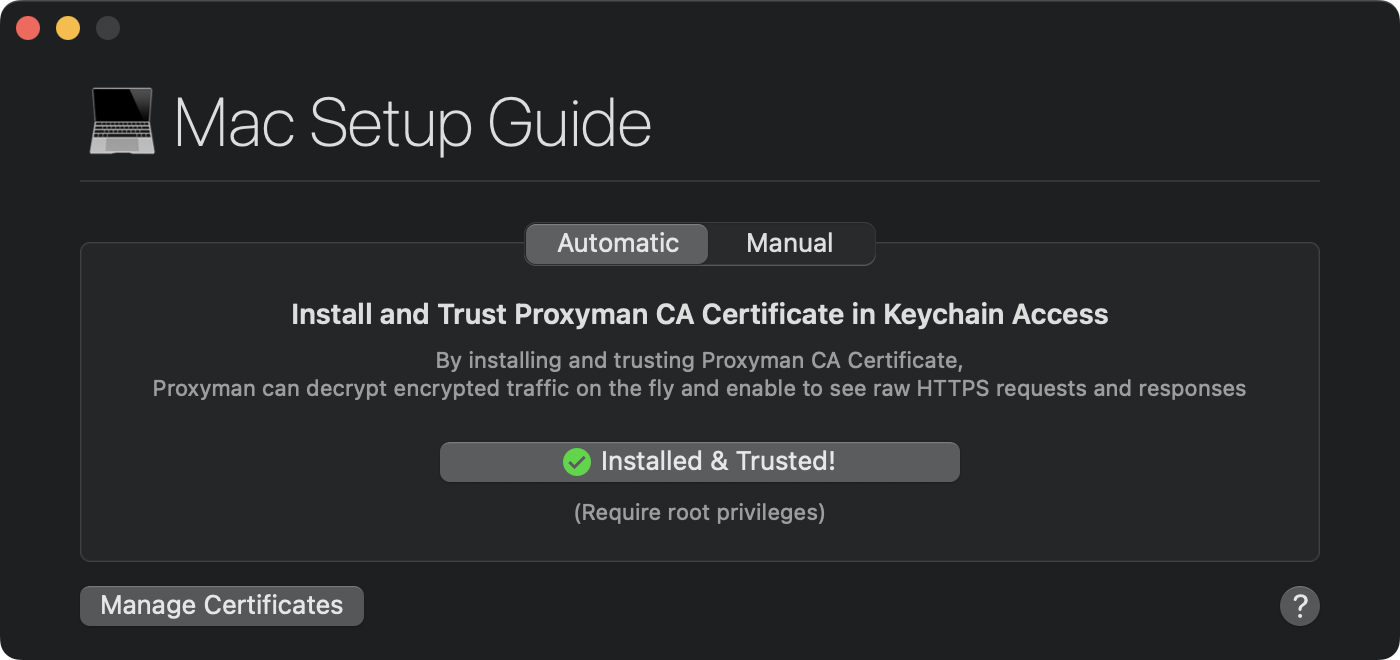 Mac Setup Guide
Automatic
Manual
Install and Trust Proxyman CA Certificate in Keychain Access
By installing and trusting Proxyman CA Certificate,
Proxyman can decrypt encrypted traffic on the fly and enable to see raw HTTPS requests and responses
Installed & Trusted!
(Require root privileges)
Manage Certificates
?